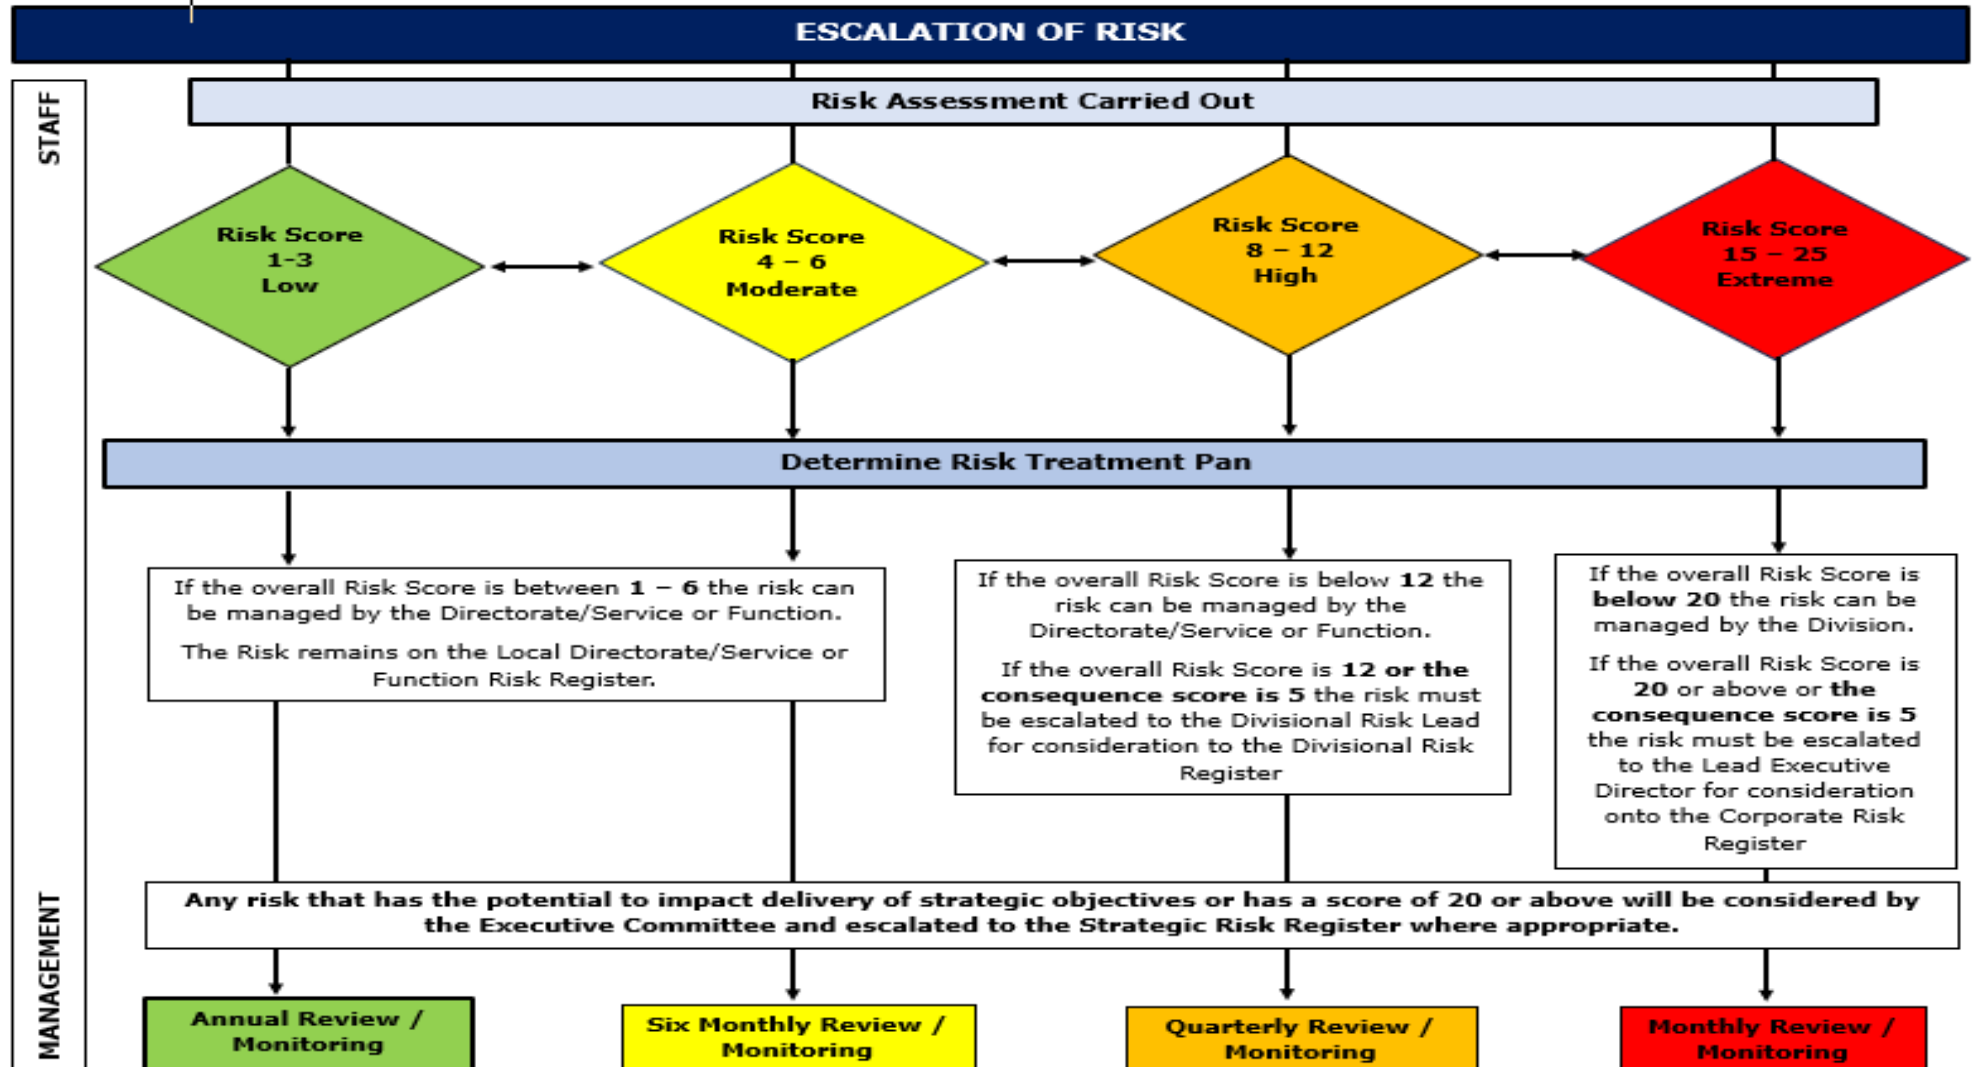 ESCALATION OF RISK
STAFF
Risk Assessment Carried Out
Risk Score
1-3
Low
Risk Score
4 – 6
Moderate
Risk Score
8 – 12
High
Risk Score
15 – 25
Extreme
Determine Risk Treatment Pan
If the overall Risk Score is between 1 – 6 the risk can
be managed by the Directorate/Service or Function.
The Risk remains on the Local Directorate/Service or
Function Risk Register.
If the overall Risk Score is below 12 the
risk can be managed by the
Directorate/Service or Function.
If the overall Risk Score is 12 or the
consequence score is 5 the risk must
be escalated to the Divisional Risk Lead
for consideration to the Divisional Risk
Register
If the overall Risk Score is
below 20 the risk can be
managed by the Division.
If the overall Risk Score is
20 or above or the
consequence score is 5
the risk must be escalated
to the Lead Executive
Director for consideration
onto the Corporate Risk
Register
MANAGEMENT
Any risk that has the potential to impact delivery of strategic objectives or has a score of 20 or above will be considered by
the Executive Committee and escalated to the Strategic Risk Register where appropriate.
Annual Review /
Monitoring
Six Monthly Review /
Monitoring
Quarterly Review /
Monitoring
Monthly Review /
Monitoring